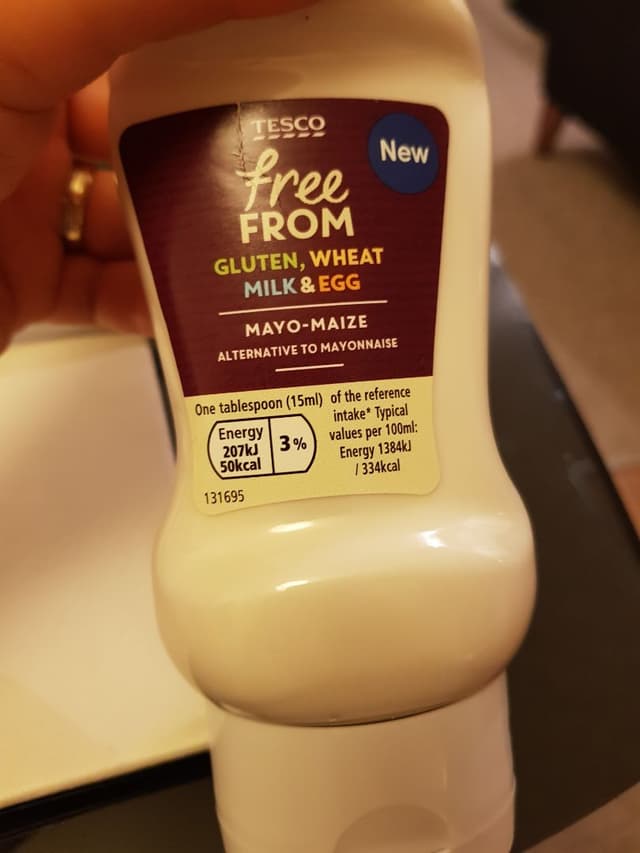 TESCO
New
free
FROM
GLUTEN, WHEAT
MILK & EGG
MAYO-MAIZE
ALTERNATIVE TO MAYONNAISE
One tablespoon (15ml)
Energy
207kJ
50kcal
3%
of the reference
intake* Typical
values per 100ml:
Energy 1384kJ
/ 334kcal
131695